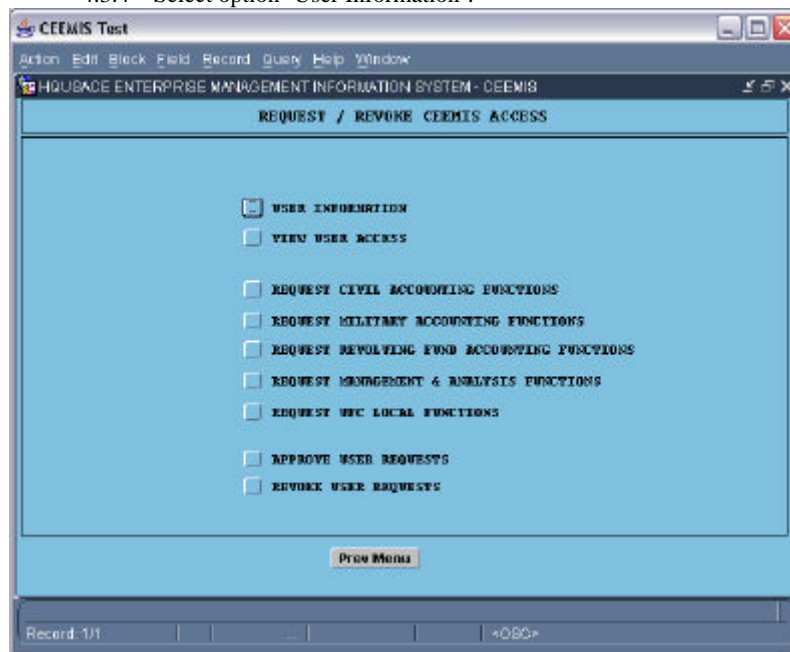 4.3.4 Select option "User Information".
CEEMIS Test
Action Edit Block Field Record Query Help Window
HQUSACE ENTERPRISE MANAGEMENT INFORMATION SYSTEM - CEEMIS
REQUEST / REVOKE CEEMIS ACCESS
USER INFORMATION
VIEW USER ACCESS
REQUEST CIVIL ACCOUNTING FUNCTIONS
REQUEST MILITARY ACCOUNTING FUNCTIONS
REQUEST REVOLVING FUND ACCOUNTING FUNCTIONS
REQUEST MANAGEMENT & ANALYSIS FUNCTIONS
REQUEST UFC LOCAL FUNCTIONS
APPROVE USER REQUESTS
REVOKE USER REQUESTS
Prev Menu
Record: 1/1 ... <OSC>